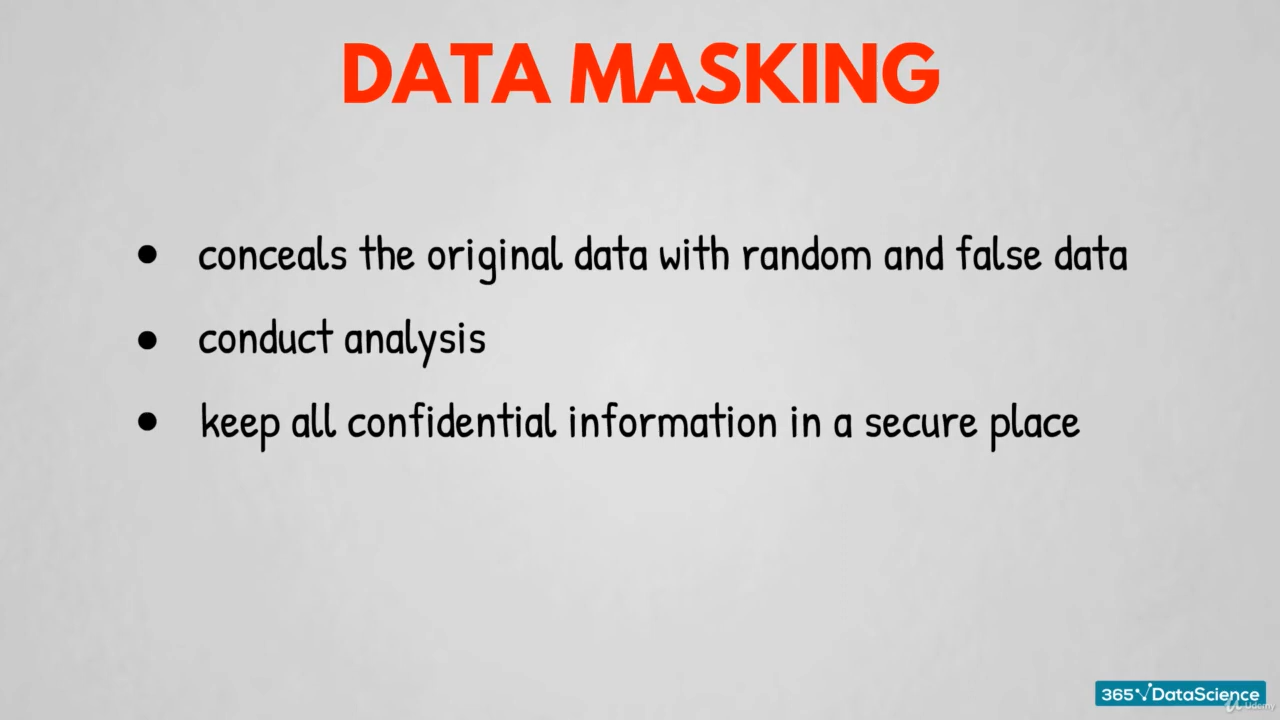 DATA MASKING
• conceals the original data with random and false data
• conduct analysis
• keep all confidential information in a secure place
365 DataScience
Udemy